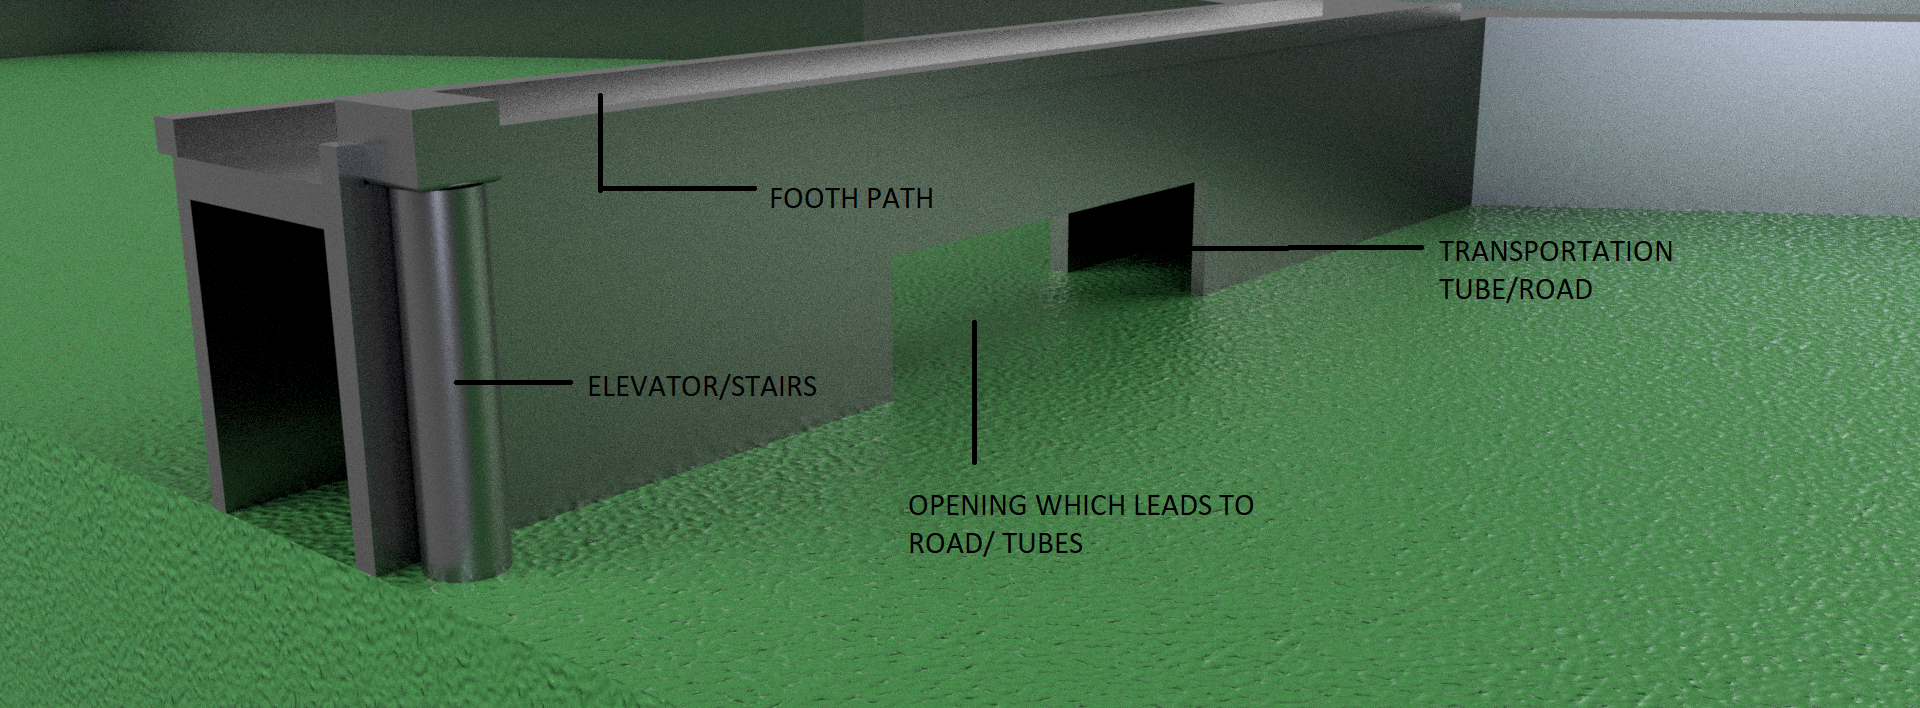 FOOTH PATH
TRANSPORTATION
TUBE/ROAD
ELEVATOR/STAIRS
OPENING WHICH LEADS TO
ROAD/ TUBES